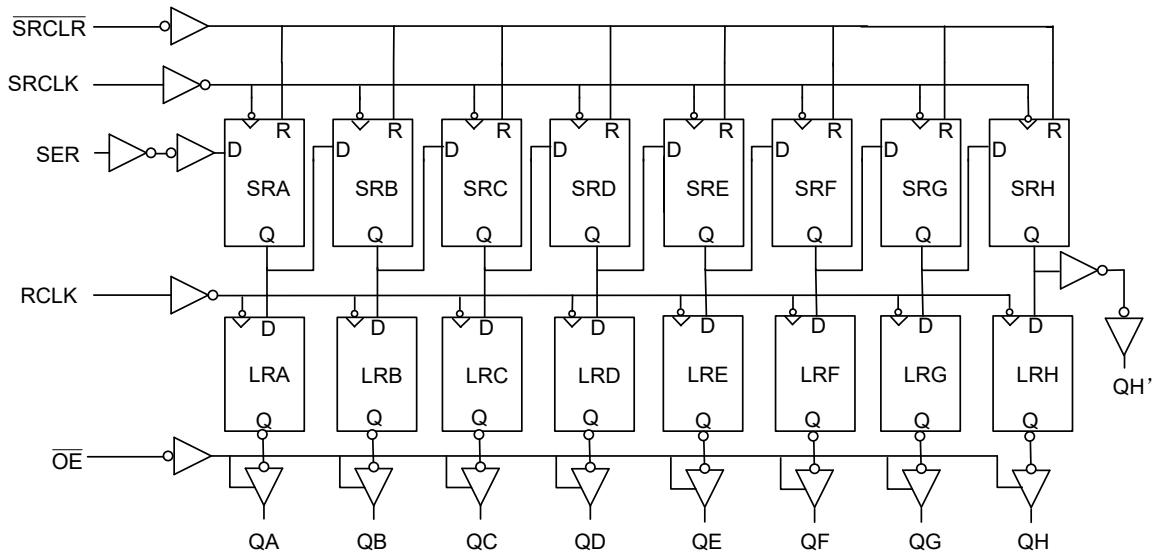 SRCLR
SRCLK
R R R R R R R R
SER
D D D D D D D D
SRA SRB SRC SRD SRE SRF SRG SRH
Q Q Q Q Q Q Q Q
RCLK
D D D D D D D D
LRA LRB LRC LRD LRE LRF LRG LRH
QH’
Q Q Q Q Q Q Q Q
OE
QA QB QC QD QE QF QG QH